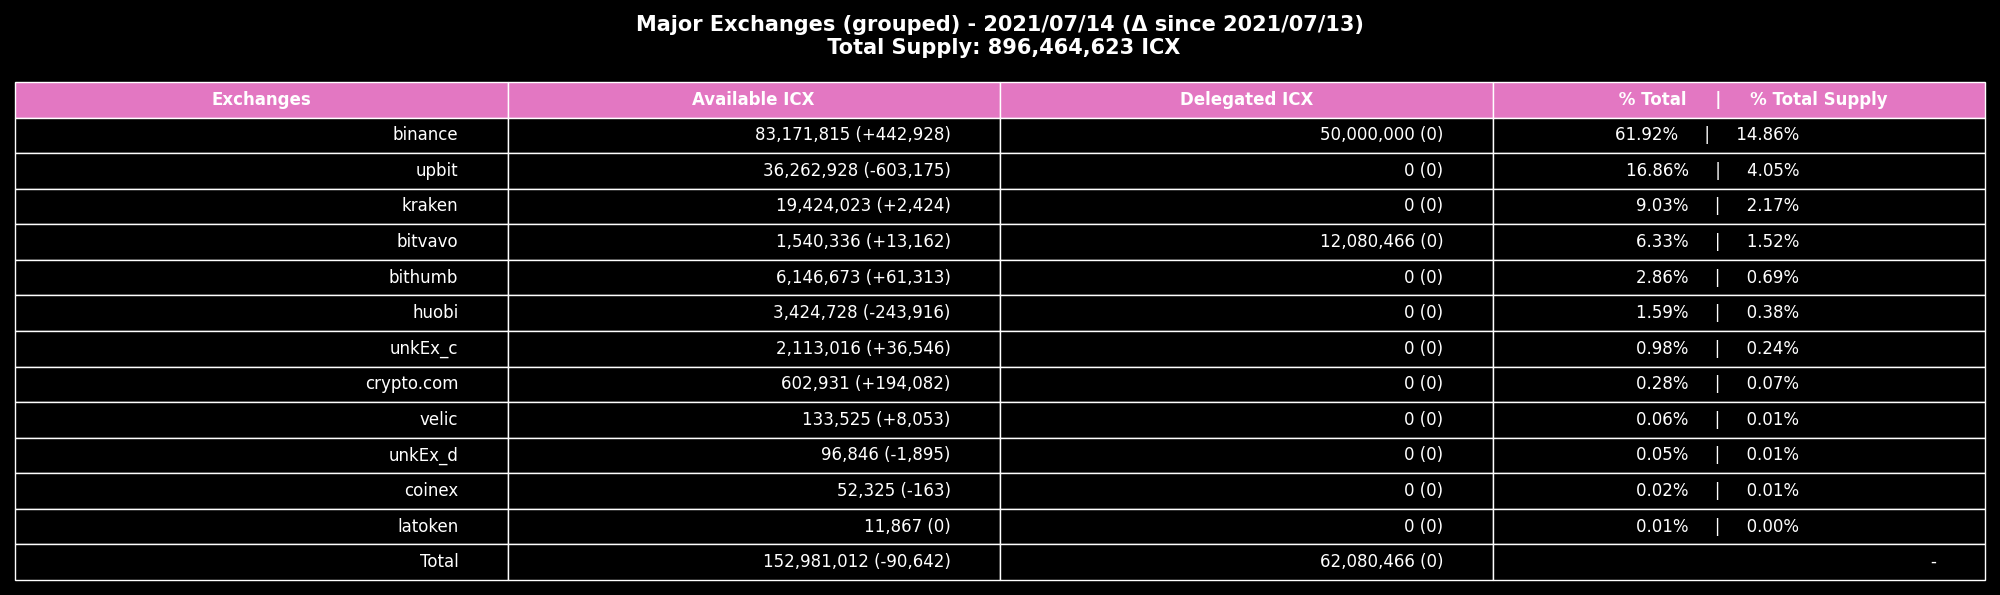 Major Exchanges (grouped) - 2021/07/14 (Δ since 2021/07/13)
Total Supply: 896,464,623 ICX
Exchanges Available ICX Delegated ICX % Total | % Total Supply
binance 83,171,815 (+442,928) 50,000,000 (0) 61.92% | 14.86%
upbit 36,262,928 (-603,175) 0 (0) 16.86% | 4.05%
kraken 19,424,023 (+2,424) 0 (0) 9.03% | 2.17%
bitvavo 1,540,336 (+13,162) 12,080,466 (0) 6.33% | 1.52%
bithumb 6,146,673 (+61,313) 0 (0) 2.86% | 0.69%
huobi 3,424,728 (-243,916) 0 (0) 1.59% | 0.38%
unkEx_c 2,113,016 (+36,546) 0 (0) 0.98% | 0.24%
crypto.com 602,931 (+194,082) 0 (0) 0.28% | 0.07%
velic 133,525 (+8,053) 0 (0) 0.06% | 0.01%
unkEx_d 96,846 (-1,895) 0 (0) 0.05% | 0.01%
coinex 52,325 (-163) 0 (0) 0.02% | 0.01%
latoken 11,867 (0) 0 (0) 0.01% | 0.00%
Total 152,981,012 (-90,642) 62,080,466 (0) -